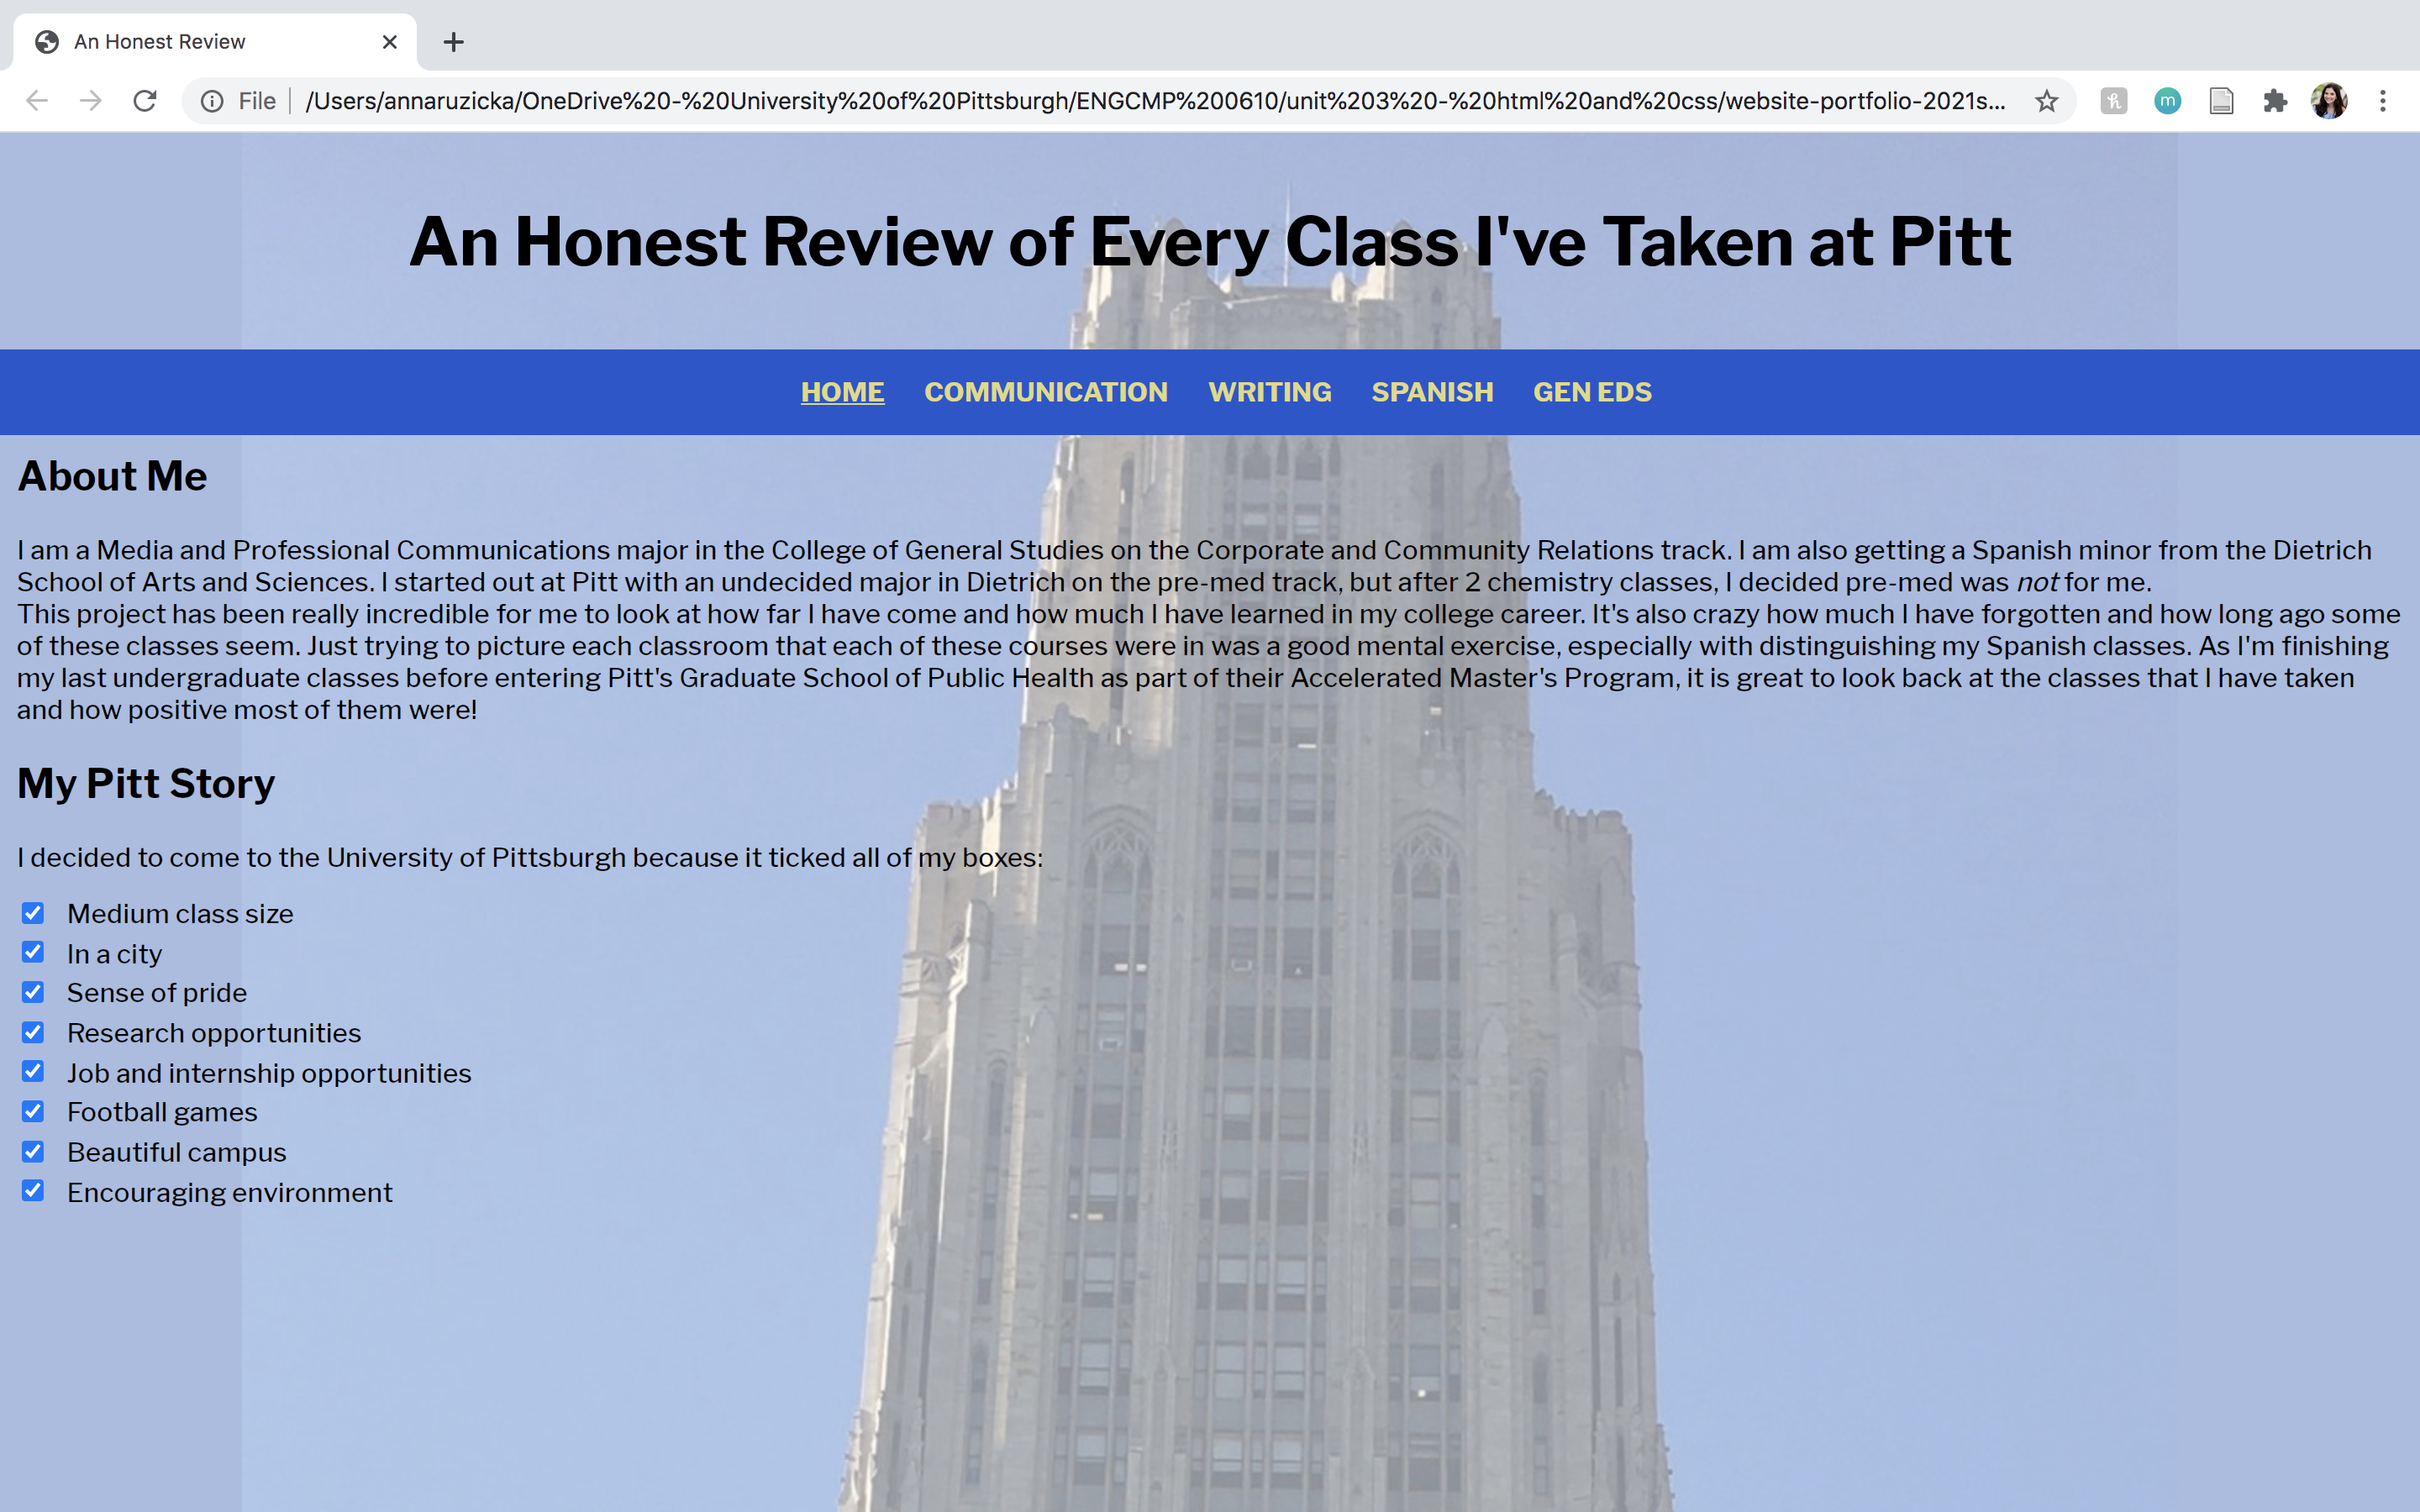 An Honest Review
File /Users/annaruzicka/OneDrive%20-%20University%20of%20Pittsburgh/ENGCMP%200610/unit%203%20-%20html%20and%20css/website-portfolio-2021s...
m
An Honest Review of Every Class I've Taken at Pitt
HOME COMMUNICATION WRITING SPANISH GEN EDS
About Me
I am a Media and Professional Communications major in the College of General Studies on the Corporate and Community Relations track. I am also getting a Spanish minor from the Dietrich
School of Arts and Sciences. I started out at Pitt with an undecided major in Dietrich on the pre-med track, but after 2 chemistry classes, I decided pre-med was not for me.
This project has been really incredible for me to look at how far I have come and how much I have learned in my college career. It's also crazy how much I have forgotten and how long ago some
of these classes seem. Just trying to picture each classroom that each of these courses were in was a good mental exercise, especially with distinguishing my Spanish classes. As I'm finishing
my last undergraduate classes before entering Pitt's Graduate School of Public Health as part of their Accelerated Master's Program, it is great to look back at the classes that I have taken
and how positive most of them were!
My Pitt Story
I decided to come to the University of Pittsburgh because it ticked all of my boxes:
Medium class size
In a city
Sense of pride
Research opportunities
Job and internship opportunities
Football games
Beautiful campus
Encouraging environment